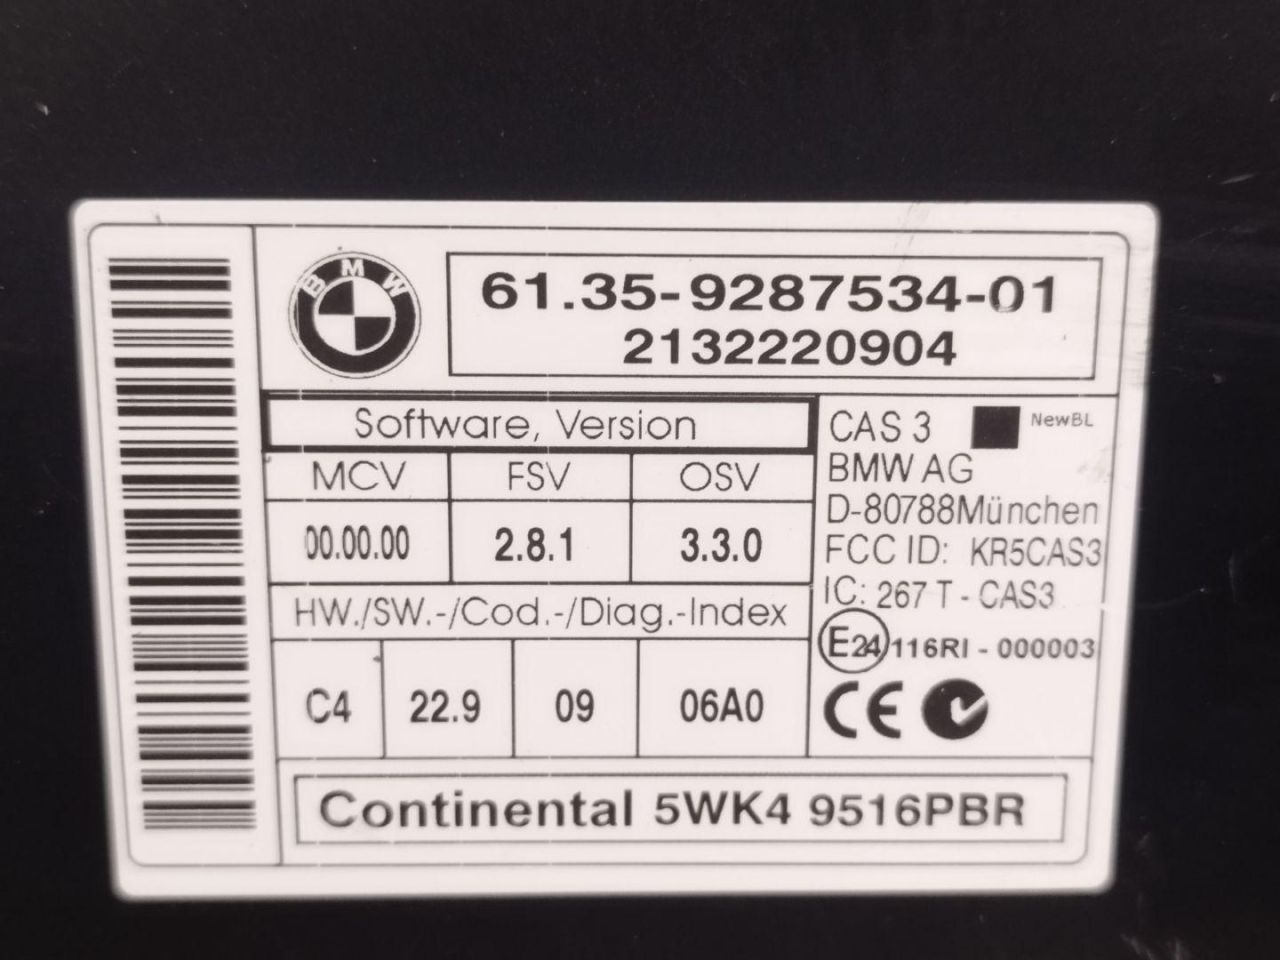 BMW
61.35-9287534-01
2132220904
Software, Version
MCV FSV OSV
00.00.00 2.8.1 3.3.0
HW./SW.-/Cod.-/Diag.-Index
C4 22.9 09 06A0
CAS 3 NewBL
BMW AG
D-80788München
FCC ID: KR5CAS3
IC: 267 T - CAS3
E24 116RI - 000003
CE
Continental 5WK4 9516PBR